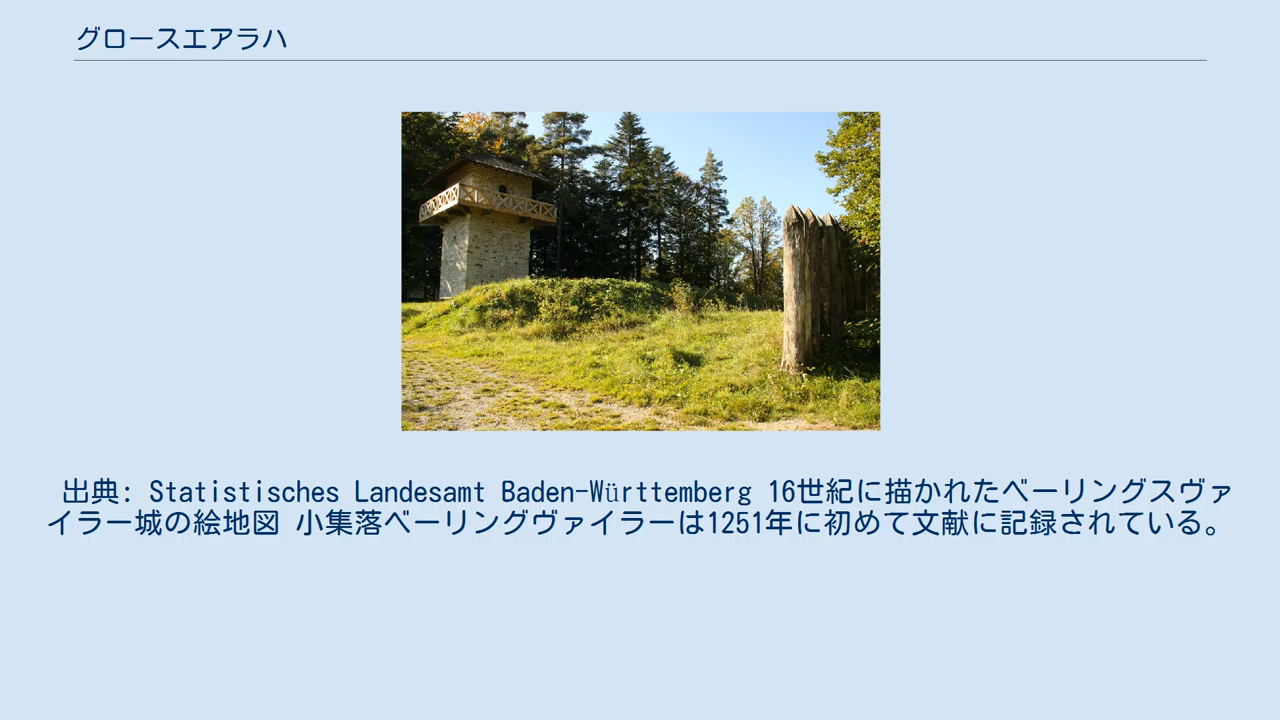 グロースエアラハ
出典: Statistisches Landesamt Baden-Württemberg 16世紀に描かれたベーリングスヴァ
イラー城の絵地図 小集落ベーリングヴァイラーは1251年に初めて文献に記録されている。